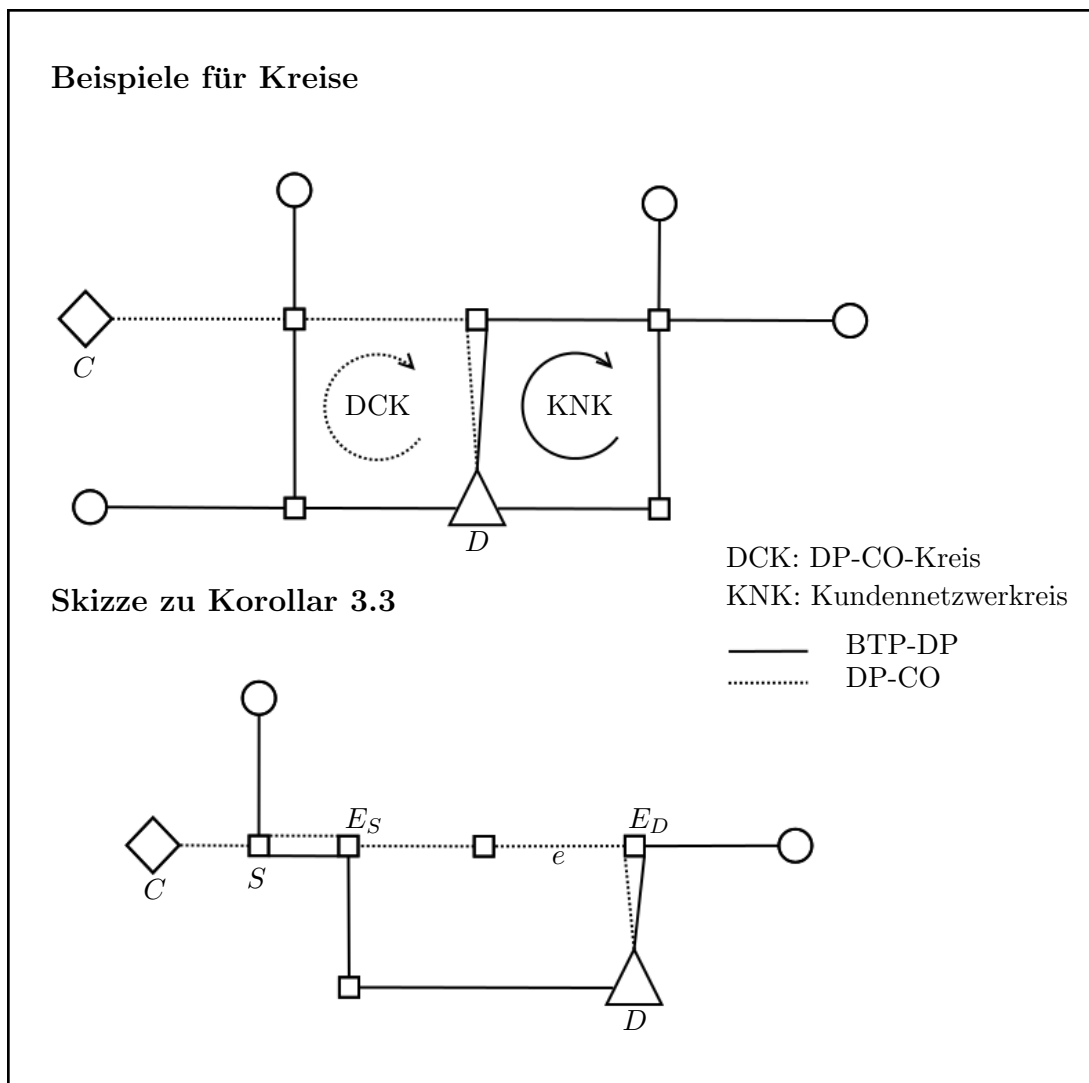 Beispiele für Kreise
C
DCK
KNK
D
DCK: DP-CO-Kreis
KNK: Kundennetzwerkreis
Skizze zu Korollar 3.3
BTP-DP
DP-CO
E_S
E_D
e
S
C
D